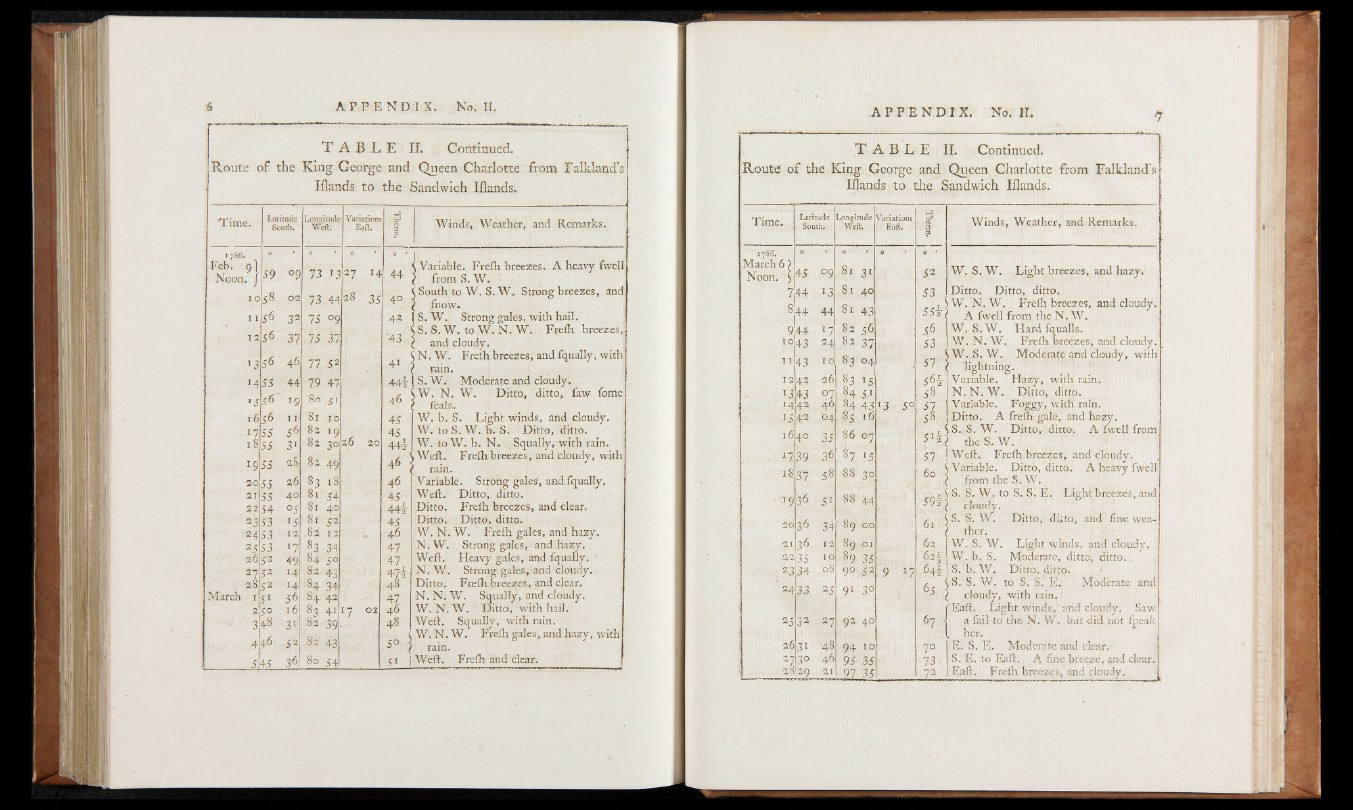 6 APPENDIX. No. II.
TABLE II. Continued.
Route of the King George and Queen Charlotte from Falkland's
Iſlands to the Sandwich Iſlands.
Time. Latitude South. Longitude Weſt. Variations Eaſt. Therm. Winds, Weather, and Remarks.
1786. ° ' ° ' ° ' ° '
Feb. 9 Noon. 59 09 73 13 27 14 44 Variable. Freſh breezes. A heavy ſwell
from S. W.
10 58 02 73 44 28 35 40 South to W. S. W. Strong breezes, and
ſnow.
11 56 32 75 09 42 S. W. Strong gales, with hail.
12 56 37 75 37 43 S. S. W. to W. N. W. Freſh breezes,
and cloudy.
13 56 46 77 52 41 N. W. Freſh breezes, and ſqually, with
rain.
14 55 44 79 47 44½ S. W. Moderate and cloudy.
15 56 19 80 51 46 W. N. W. Ditto, ditto, ſaw ſome
ſeals.
16 56 11 81 10 45 W. b. S. Light winds, and cloudy.
17 55 56 82 19 45 W. to S. W. b. S. Ditto, ditto.
18 55 31 82 30 26 20 44½ W. to W. b. N. Squally, with rain.
19 55 28 82 49 46 Weſt. Freſh breezes, and cloudy, with
rain.
20 55 26 83 18 46 Variable. Strong gales, and ſqually.
21 55 40 81 54 45 Weſt. Ditto, ditto.
22 54 05 81 40 44½ Ditto. Freſh breezes, and clear.
23 53 15 81 52 45 Ditto. Ditto, ditto.
24 53 12 82 12 46 W. N. W. Freſh gales, and hazy.
25 53 17 83 34 47 N. W. Strong gales, and hazy.
26 52 49 84 50 47 Weſt. Heavy gales, and ſqually.
27 52 14 82 43 47½ N. W. Strong gales, and cloudy.
28 52 14 84 34 48 Ditto. Freſh breezes, and clear.
March 1 51 56 84 42 47 N. N. W. Squally, and cloudy.
2 50 16 83 41 17 02 46 W. N. W. Ditto, with hail.
3 48 31 82 39 48 Weſt. Squally, with rain.
4 46 52 82 43 50 W. N. W. Freſh gales, and hazy, with
rain.
5 45 36 80 54 51 Weſt. Freſh and clear.
APPENDIX. No. II. 7
TABLE II. Continued.
Route of the King George and Queen Charlotte from Falkland's
Iſlands to the Sandwich Iſlands.
Time. Latitude South. Longitude Weſt. Variations Eaſt. Therm. Winds, Weather, and Remarks.
1786. ° ' ° ' ° ' ° '
March 6 Noon. 45 09 81 31 52 W. S. W. Light breezes, and hazy.
7 44 13 81 40 53 Ditto. Ditto, ditto.
8 44 44 81 43 55½ W. N. W. Freſh breezes, and cloudy.
A ſwell from the N. W.
9 44 17 82 56 56 W. S. W. Hard ſqualls.
10 43 24 82 37 53 W. N. W. Freſh breezes, and cloudy.
11 43 10 83 04 57 W. S. W. Moderate and cloudy, with
lightning.
12 42 26 83 15 56½ Variable. Hazy, with rain.
13 43 07 84 51 58 N. N. W. Ditto, ditto.
14 42 46 84 43 13 50 57 Variable. Foggy, with rain.
15 42 04 85 16 58 Ditto. A freſh gale, and hazy.
16 40 35 86 07 51½ S. S. W. Ditto, ditto. A ſwell from
the S. W.
17 39 36 87 15 57 Weſt. Freſh breezes, and cloudy.
18 37 58 88 30 60 Variable. Ditto, ditto. A heavy ſwell
from the S. W.
19 36 51 88 44 59½ S. S. W. to S. S. E. Light breezes, and
cloudy.
20 36 34 89 00 61 S. S. W. Ditto, ditto, and fine wea-
ther.
21 36 12 89 01 62 W. S. W. Light winds, and cloudy.
22 35 10 89 35 62½ W. b. S. Moderate, ditto, ditto.
23 34 08 90 52 9 17 64½ S. b. W. Ditto, ditto.
24 33 25 91 30 65 S. S. W. to S. S. E. Moderate and
cloudy, with rain.
25 32 27 92 40 67 Eaſt. Light winds, and cloudy. Saw
a ſail to the N. W. but did not ſpeak
her.
26 31 48 94 10 70 E. S. E. Moderate and clear.
27 30 46 95 35 73 S. E. to Eaſt. A fine breeze, and clear.
28 29 21 97 35 72 Eaſt. Freſh breezes, and cloudy.